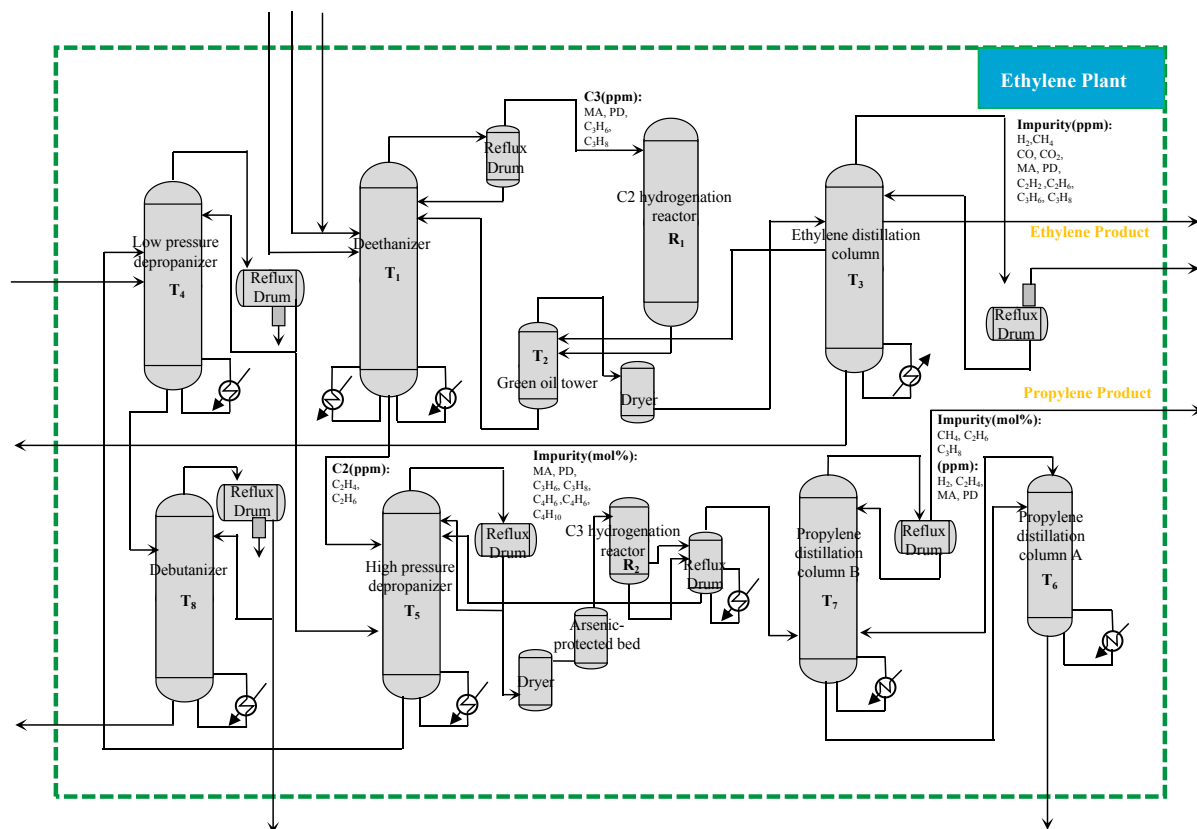 Ethylene Plant
C3(ppm):
MA, PD,
C₃H₆,
C₃H₈
Impurity(ppm):
H₂,CH₄
CO, CO₂,
MA, PD,
C₂H₂ ,C₂H₆,
C₃H₆, C₃H₈
Reflux
Drum
C2 hydrogenation
reactor
R₁
Low pressure
depropanizer
T₄
Deethanizer
T₁
Ethylene distillation
column
T₃
Ethylene Product
Reflux
Drum
Reflux
Drum
T₂
Green oil tower
Dryer
Propylene Product
Impurity(mol%):
CH₄, C₂H₆
C₃H₈
(ppm):
H₂, C₂H₄,
MA, PD
C2(ppm):
C₂H₄,
C₂H₆
Impurity(mol%):
MA, PD,
C₃H₆, C₃H₈,
C₄H₆ ,C₄H₆,
C₄H₁₀
Reflux
Drum
Debutanizer
T₈
High pressure
depropanizer
T₅
Reflux
Drum
C3 hydrogenation
reactor
R₂
Reflux
Drum
Arsenic-
protected bed
Dryer
Propylene
distillation
column B
T₇
Reflux
Drum
Propylene
distillation
column A
T₆